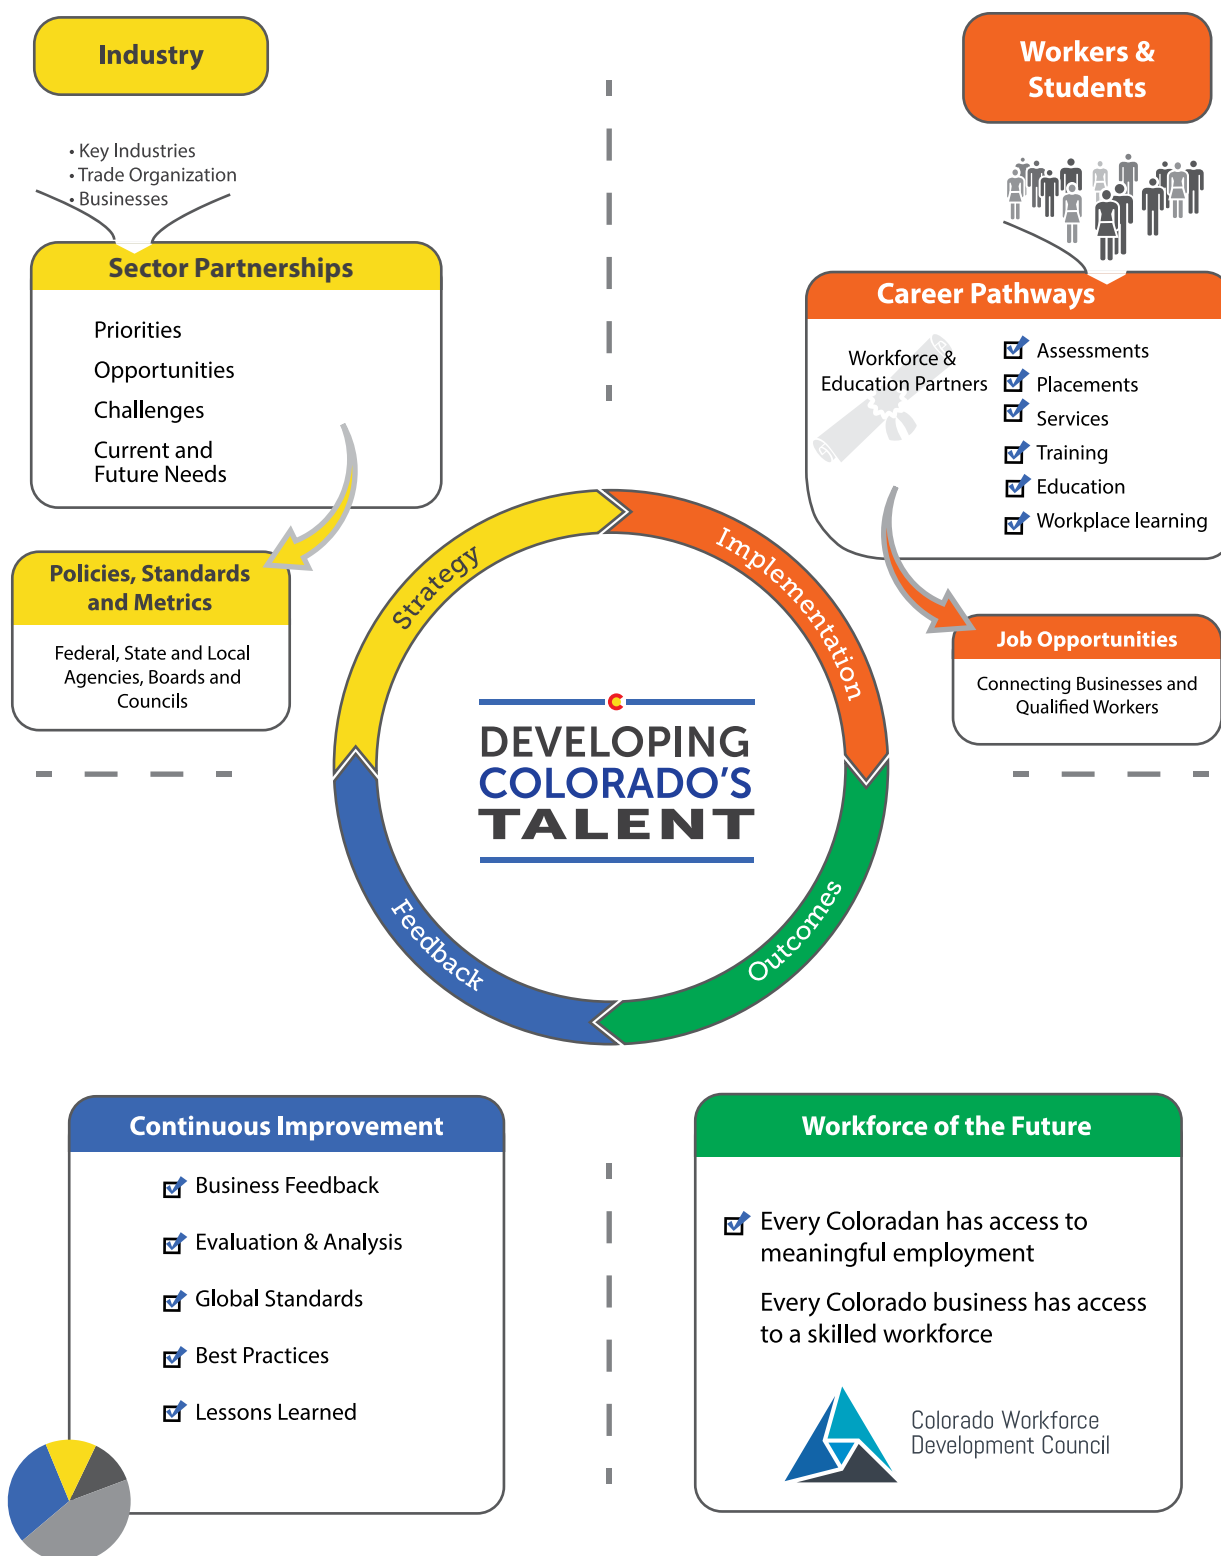 Industry
• Key Industries
• Trade Organization
• Businesses
Sector Partnerships
Priorities
Opportunities
Challenges
Current and
Future Needs
Policies, Standards
and Metrics
Federal, State and Local
Agencies, Boards and
Councils
Workers &
Students
Career Pathways
Workforce &
Education Partners
Assessments
Placements
Services
Training
Education
Workplace learning
Job Opportunities
Connecting Businesses and
Qualified Workers
Strategy
Implementation
Outcomes
Feedback
DEVELOPING
COLORADO'S
TALENT
Continuous Improvement
Business Feedback
Evaluation & Analysis
Global Standards
Best Practices
Lessons Learned
Workforce of the Future
Every Coloradan has access to
meaningful employment
Every Colorado business has access
to a skilled workforce
Colorado Workforce
Development Council